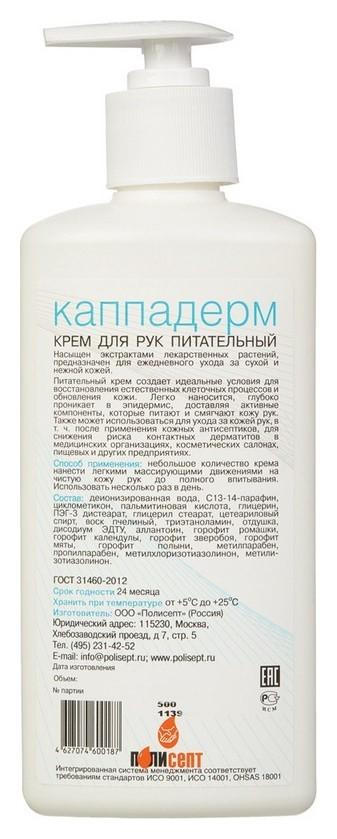 каппадерм
КРЕМ ДЛЯ РУК ПИТАТЕЛЬНЫЙ
Насыщен экстрактами лекарственных растений,
предназначен для ежедневного ухода за сухой и
нежной кожей.
Питательный крем создает идеальные условия для
восстановления естественных клеточных процессов и
обновления кожи. Легко наносится, глубоко
проникает в эпидермис, доставляя активные
компоненты, которые питают и смягчают кожу рук.
Также может использоваться для ухода за кожей рук, в
т. ч. после применения кожных антисептиков, для
снижения риска контактных дерматитов в
медицинских организациях, косметических салонах,
пищевых и других предприятиях.
Способ применения: небольшое количество крема
нанести легкими массирующими движениями на
чистую кожу рук до полного впитывания.
Использовать несколько раз в день.
Состав: деионизированная вода, С13-14-парафин,
циклометикон, пальмитиновая кислота, глицерин,
ПЭГ-3 дистеарат, глицерил стеарат, цетеариловый
спирт, воск пчелиный, триэтаноламин, отдушка,
дисодиум ЭДТУ, аллантоин, горофит ромашки,
горофит календулы, горофит зверобоя, горофит
мяты, горофит полыни, метилпарабен,
пропилпарабен, метилхлоризотиазолинон, метили-
зотиазолинон.
ГОСТ 31460-2012
Срок годности 24 месяца
Хранить при температуре от +5°С до +25°С
Изготовитель: ООО «Полисепт» (Россия)
Юридический адрес: 115230, Москва,
Хлебозаводский проезд, д 7, стр. 5
Тел. (495) 231-42-52
E-mail: info@polisept.ru www.polisept.ru
Дата изготовления
Объем:
№ партии
500
1139
ЕАС
РС
ИСМ
4627074600187
ПОЛИсепт
Интегрированная система менеджмента соответствует
требованиям стандартов ISO 9001, ИСО 14001, OHSAS 18001